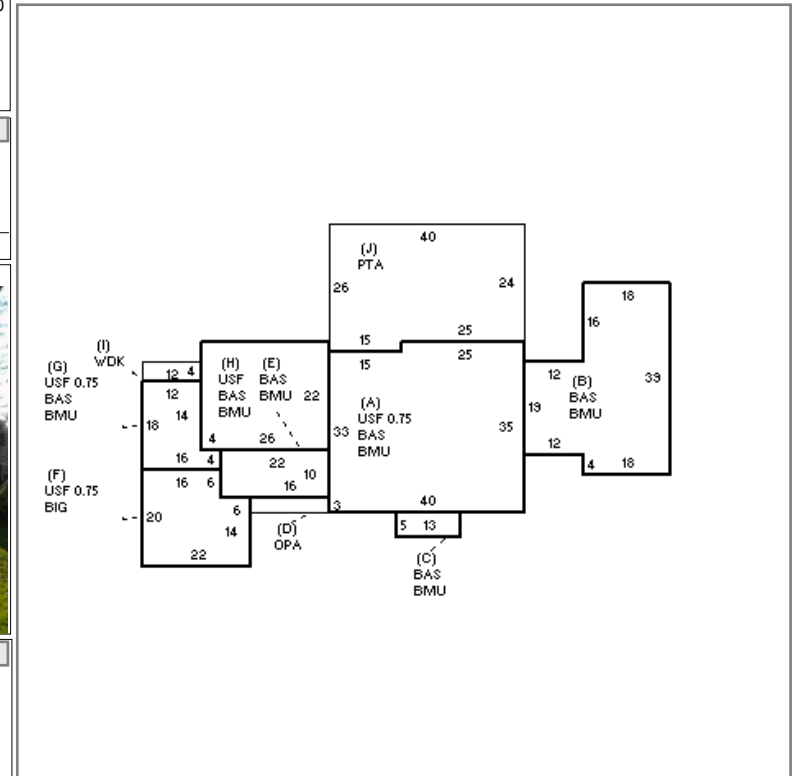 0
40
(J)
PTA
26
24
15
25
18
16
39
(I)
WDK
12 4
(G)
USF 0.75
BAS
BMU
12
14
18
16 4
(H)
USF
BAS
BMU
(E)
BAS
BMU
22
4
26
15
25
(A)
USF 0.75
BAS
BMU
33
35
40
3
12
(B)
BAS
BMU
19
12
4
18
(F)
USF 0.75
BIG
16 6
20
6
14
22
22
10
16
(D)
OPA
5 13
(C)
BAS
BMU